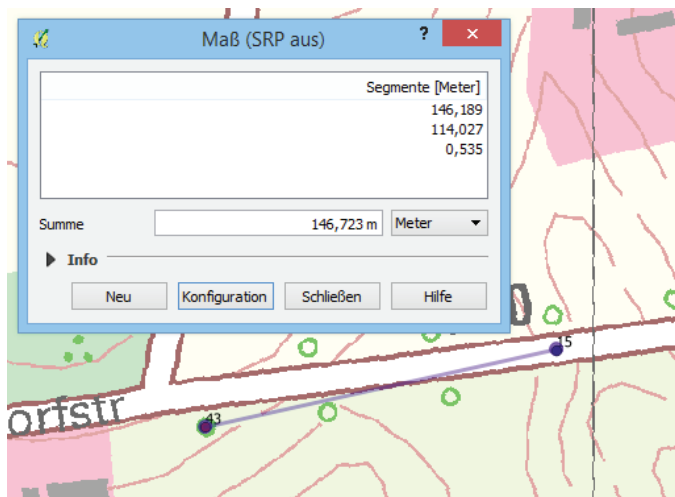 Maß (SRP aus)
?
Segmente [Meter]
146,189
114,027
0,535
Summe 146,723 m Meter
Info
Neu Konfiguration Schließen Hilfe
15
43
orfstr